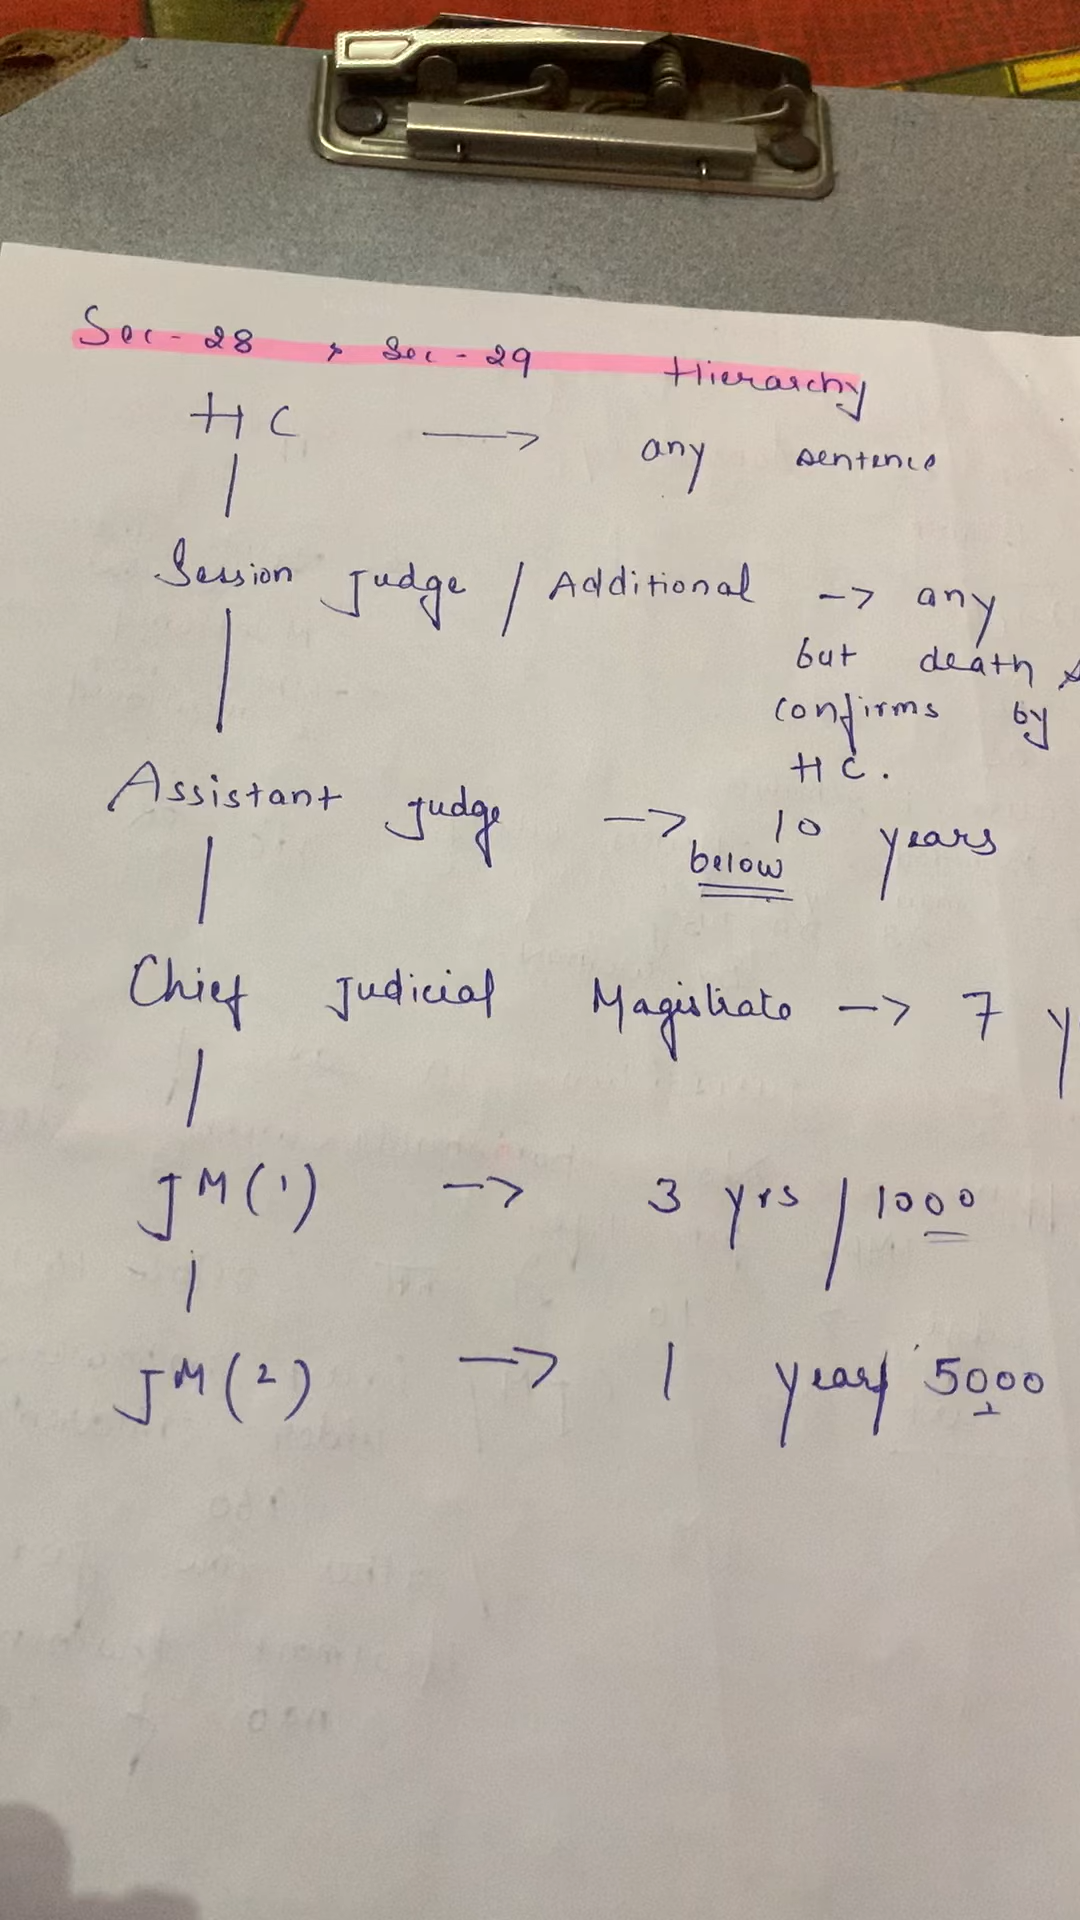 Sec-28 , Sec-29 Hierarchy
HC → any sentence
Session Judge / Additional → any
but death
confirms by
HC.
Assistant Judge → 10 years
below
Chief Judicial Magistrate → 7 y
JM(1) → 3 yrs / 1000
JM(2) → 1 year/ 5000